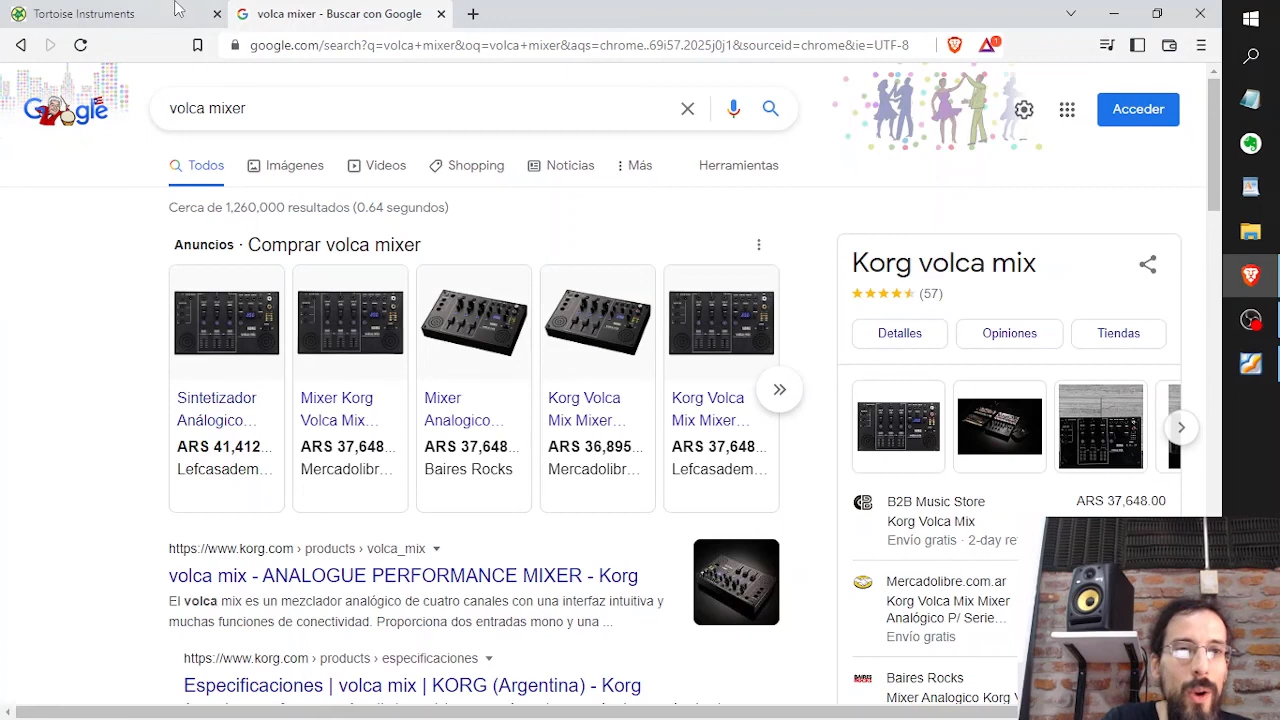 Tortoise Instruments
volca mixer - Buscar con Google
google.com/search?q=volca+mixer&oq=volca+mixer&aqs=chrome..69i57.2025j0j1&sourceid=chrome&ie=UTF-8
Google
volca mixer
Acceder
Todos
Imágenes
Videos
Shopping
Noticias
Más
Herramientas
Cerca de 1,260,000 resultados (0.64 segundos)
Anuncios · Comprar volca mixer
Sintetizador
Análogico...
ARS 41,412...
Lefcasadem...
Mixer Korg
Volca Mix...
ARS 37,648...
Mercadolibr...
Mixer
Analogico...
ARS 37,648...
Baires Rocks
Korg Volca
Mix Mixer...
ARS 36,895...
Mercadolibr...
Korg Volca
Mix Mixer...
ARS 37,648...
Lefcasadem...
https://www.korg.com › products › volca_mix
volca mix - ANALOGUE PERFORMANCE MIXER - Korg
El volca mix es un mezclador analógico de cuatro canales con una interfaz intuitiva y
muchas funciones de conectividad. Proporciona dos entradas mono y una ...
https://www.korg.com › products › especificaciones
Especificaciones | volca mix | KORG (Argentina) - Korg
Korg volca mix
(57)
Detalles
Opiniones
Tiendas
B2B Music Store
ARS 37,648.00
Korg Volca Mix
Envío gratis · 2-day re
Mercadolibre.com.ar
Korg Volca Mix Mixer
Analógico P/ Serie...
Envío gratis
Baires Rocks
Mixer Analogico Korg V